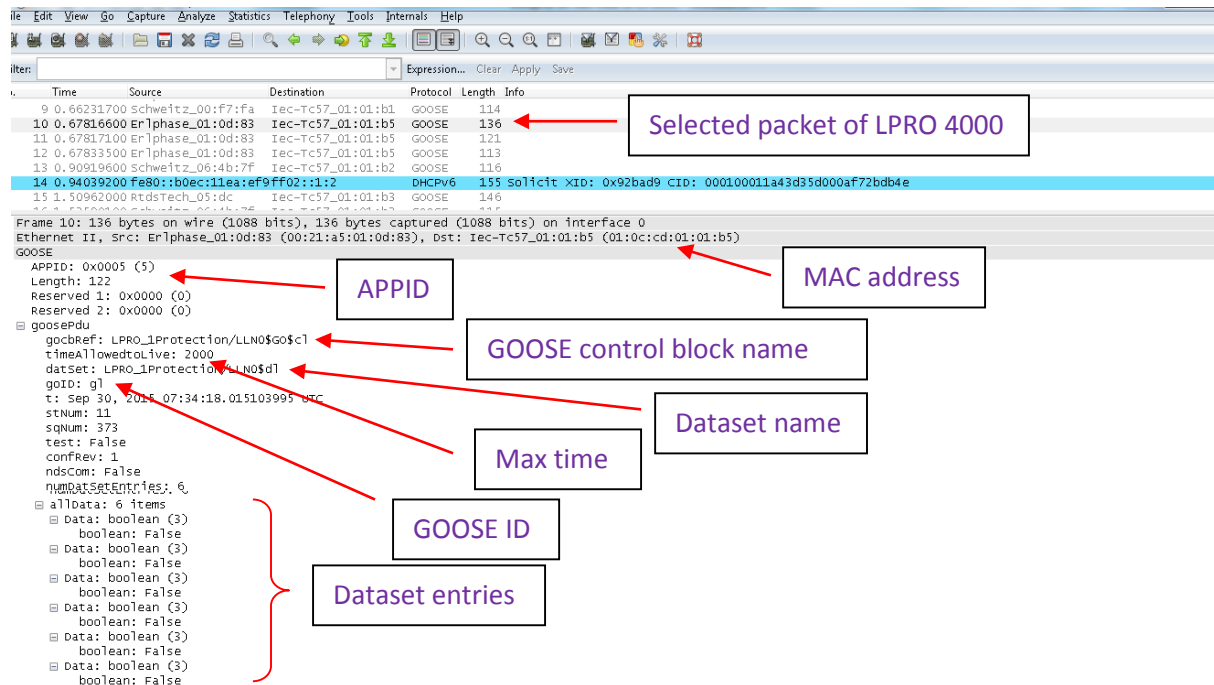 ile Edit View Go Capture Analyze Statistics Telephony Tools Internals Help
ilter: Expression... Clear Apply Save
Time Source Destination Protocol Length Info
9 0.66231700 Schweitz_00:f7:fa Iec-Tc57_01:01:b1 GOOSE 114
10 0.67816600 Erlphase_01:0d:83 Iec-Tc57_01:01:b5 GOOSE 136
Selected packet of LPRO 4000
11 0.67817100 Erlphase_01:0d:83 Iec-Tc57_01:01:b5 GOOSE 121
12 0.67833500 Erlphase_01:0d:83 Iec-Tc57_01:01:b5 GOOSE 113
13 0.90919600 Schweitz_06:4b:7f Iec-Tc57_01:01:b2 GOOSE 116
14 0.94039200 fe80::b0ec:11ea:ef9ff02::1:2 DHCPv6 155 Solicit XID: 0x92bad9 CID: 000100011a43d35d000af72bdb4e
15 1.50962000 RtdsTech_05:dc Iec-Tc57_01:01:b3 GOOSE 146
Frame 10: 136 bytes on wire (1088 bits), 136 bytes captured (1088 bits) on interface 0
Ethernet II, Src: Erlphase_01:0d:83 (00:21:a5:01:0d:83), Dst: Iec-Tc57_01:01:b5 (01:0c:cd:01:01:b5)
GOOSE
APPID: 0x0005 (5)
MAC address
Length: 122
APPID
Reserved 1: 0x0000 (0)
Reserved 2: 0x0000 (0)
goosePdu
gocbRef: LPRO_1Protection/LLN0$GO$cl
GOOSE control block name
timeAllowedtoLive: 2000
datSet: LPRO_1Protection/LLN0$dl
goID: gl
t: Sep 30, 2015 07:34:18.015103995 UTC
stNum: 11
Dataset name
sqNum: 373
test: False
confRev: 1
Max time
ndsCom: False
numDatSetEntries: 6
allData: 6 items
Data: boolean (3)
GOOSE ID
boolean: False
Data: boolean (3)
boolean: False
Data: boolean (3)
boolean: False
Dataset entries
Data: boolean (3)
boolean: False
Data: boolean (3)
boolean: False
Data: boolean (3)
boolean: False